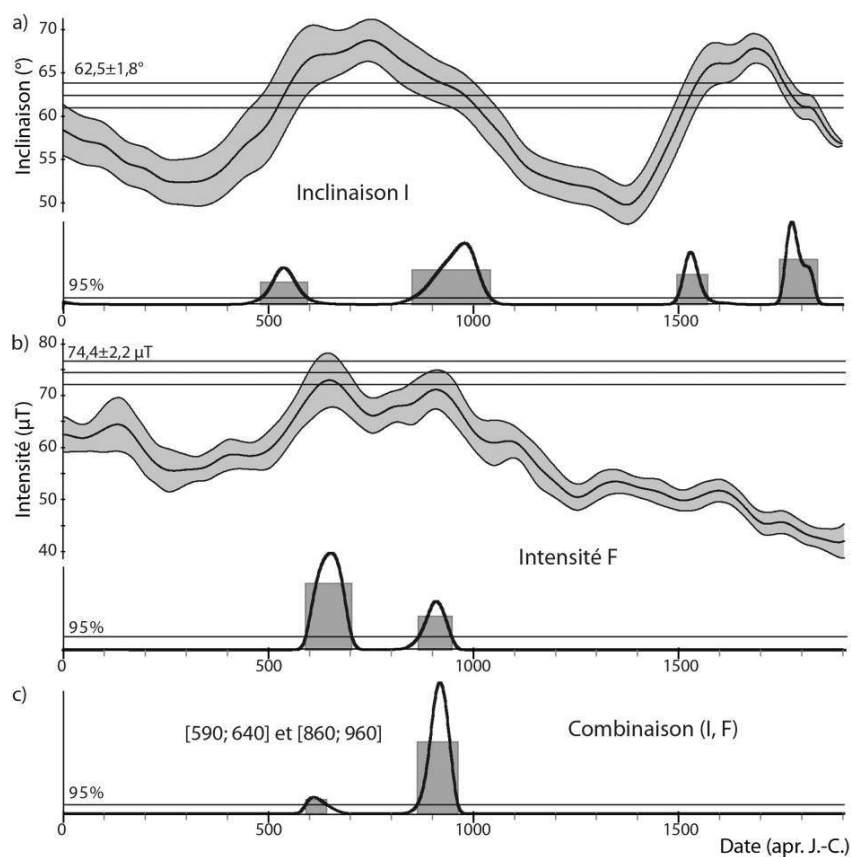 a)
70
65
60
55
50
Inclinaison (°)
62,5±1,8°
Inclinaison I
95%
0
500
1000
1500
b)
80
70
60
50
40
Intensité (µT)
74,4±2,2 µT
Intensité F
95%
0
500
1000
1500
c)
[590; 640] et [860; 960]
Combinaison (I, F)
95%
0
500
1000
1500
Date (apr. J.-C.)